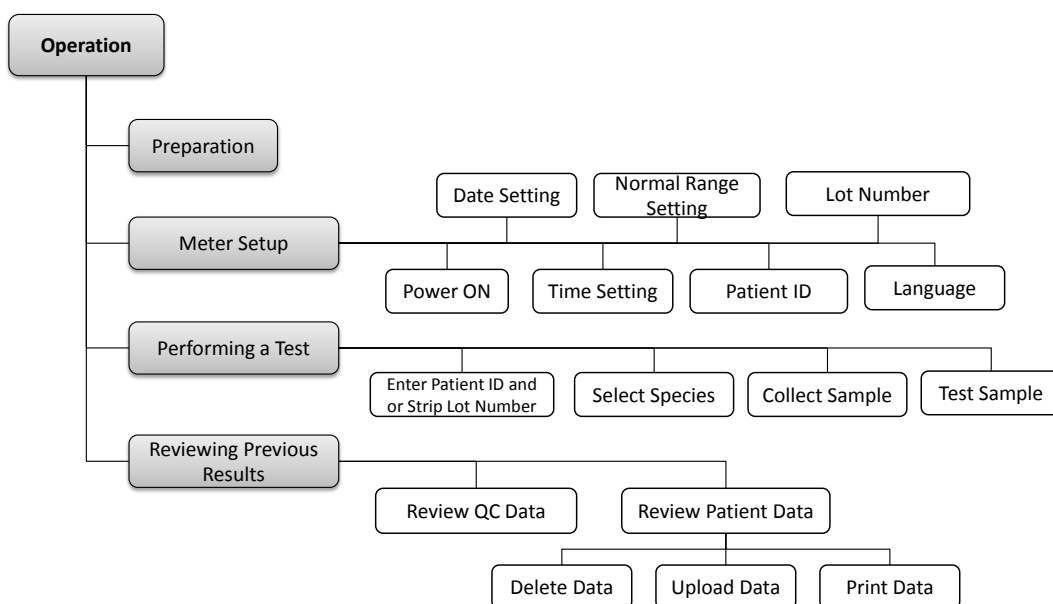 Operation
Preparation
Date Setting
Normal Range
Setting
Lot Number
Meter Setup
Power ON
Time Setting
Patient ID
Language
Performing a Test
Enter Patient ID and
or Strip Lot Number
Select Species
Collect Sample
Test Sample
Reviewing Previous
Results
Review QC Data
Review Patient Data
Delete Data
Upload Data
Print Data